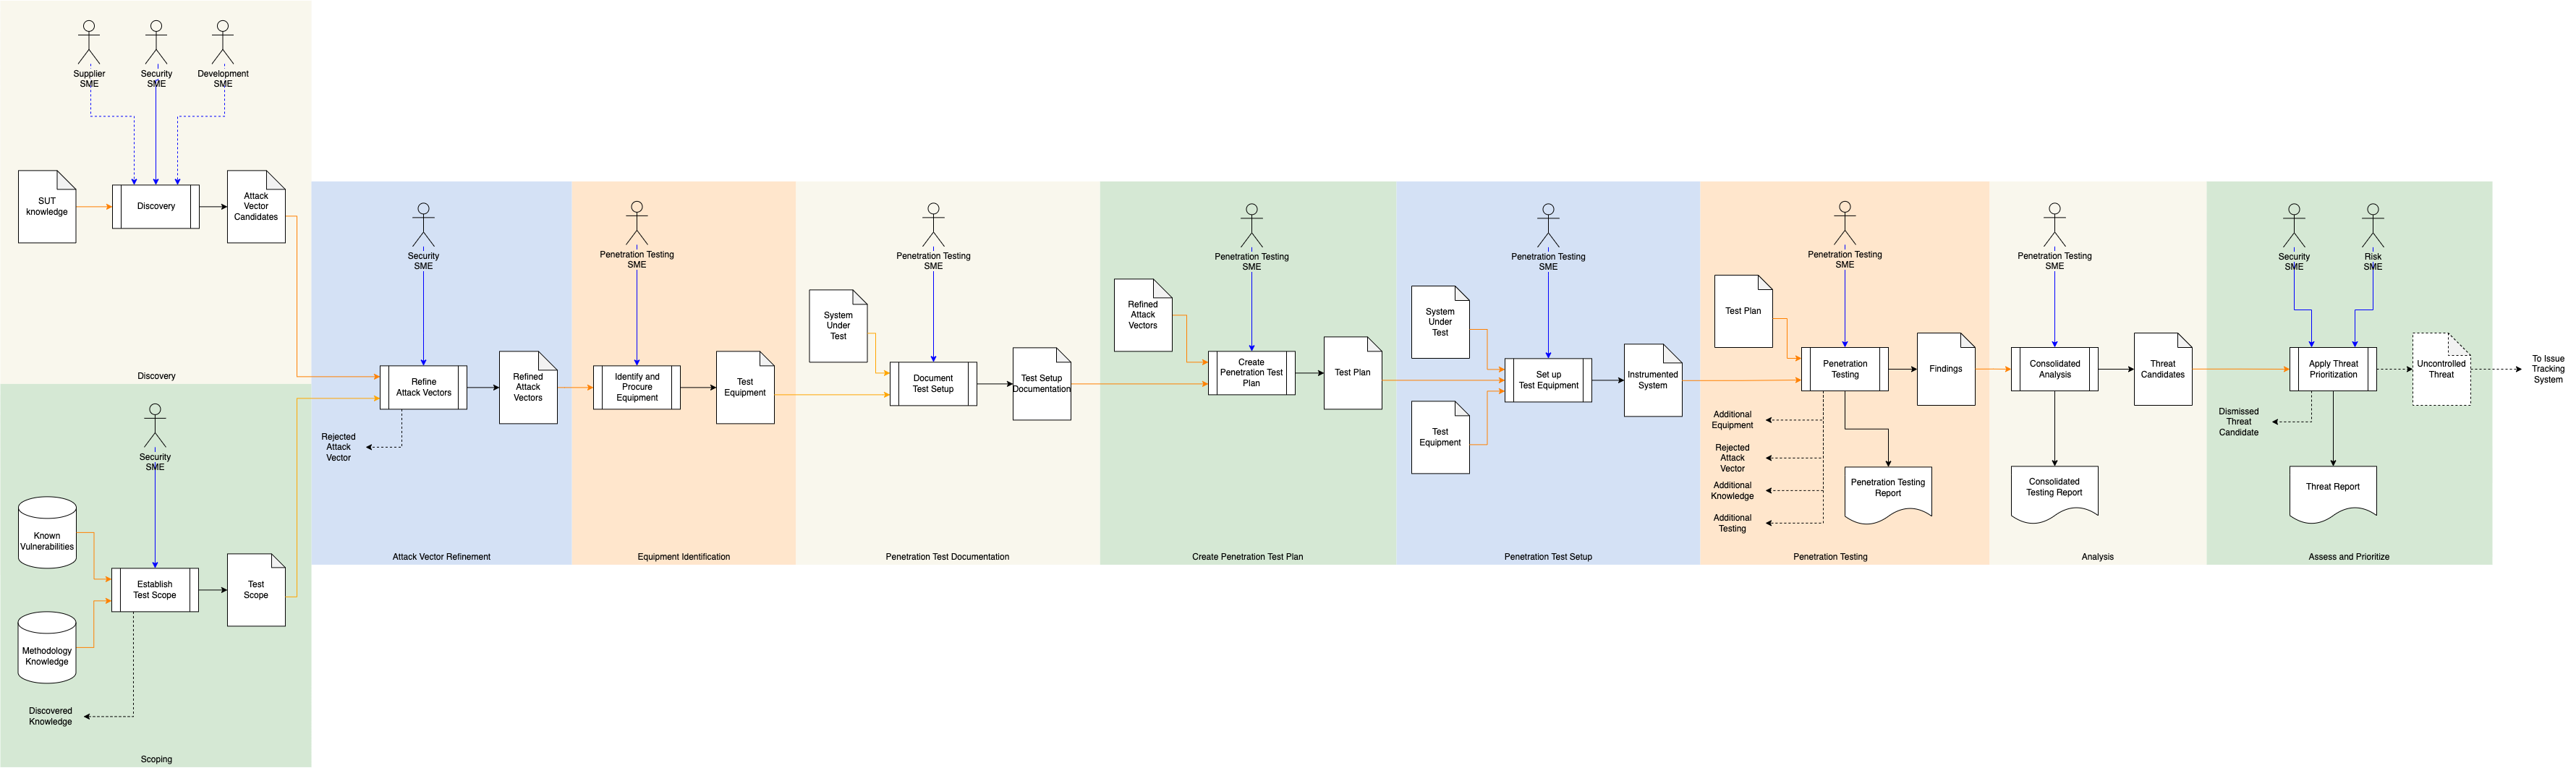 Supplier
SME
Security
SME
Development
SME
SUT
knowledge
Discovery
Attack
Vector
Candidates
Discovery
Security
SME
Known
Vulnerabilities
Methodology
Knowledge
Establish
Test Scope
Test
Scope
Discovered
Knowledge
Scoping
Security
SME
Refine
Attack Vectors
Refined
Attack
Vectors
Rejected
Attack
Vector
Attack Vector Refinement
Penetration Testing
SME
Identify and
Procure
Equipment
Test
Equipment
Equipment Identification
Penetration Testing
SME
System
Under
Test
Document
Test Setup
Test Setup
Documentation
Penetration Test Documentation
Penetration Testing
SME
Refined
Attack
Vectors
Create
Penetration Test
Plan
Test Plan
Create Penetration Test Plan
Penetration Testing
SME
System
Under
Test
Test
Equipment
Set up
Test Equipment
Instrumented
System
Penetration Test Setup
Penetration Testing
SME
Test Plan
Penetration
Testing
Findings
Additional
Equipment
Rejected
Attack
Vector
Additional
Knowledge
Additional
Testing
Penetration Testing
Report
Penetration Testing
Penetration Testing
SME
Consolidated
Analysis
Threat
Candidates
Consolidated
Testing Report
Analysis
Security
SME
Risk
SME
Apply Threat
Prioritization
Uncontrolled
Threat
To Issue
Tracking
System
Dismissed
Threat
Candidate
Threat Report
Assess and Prioritize